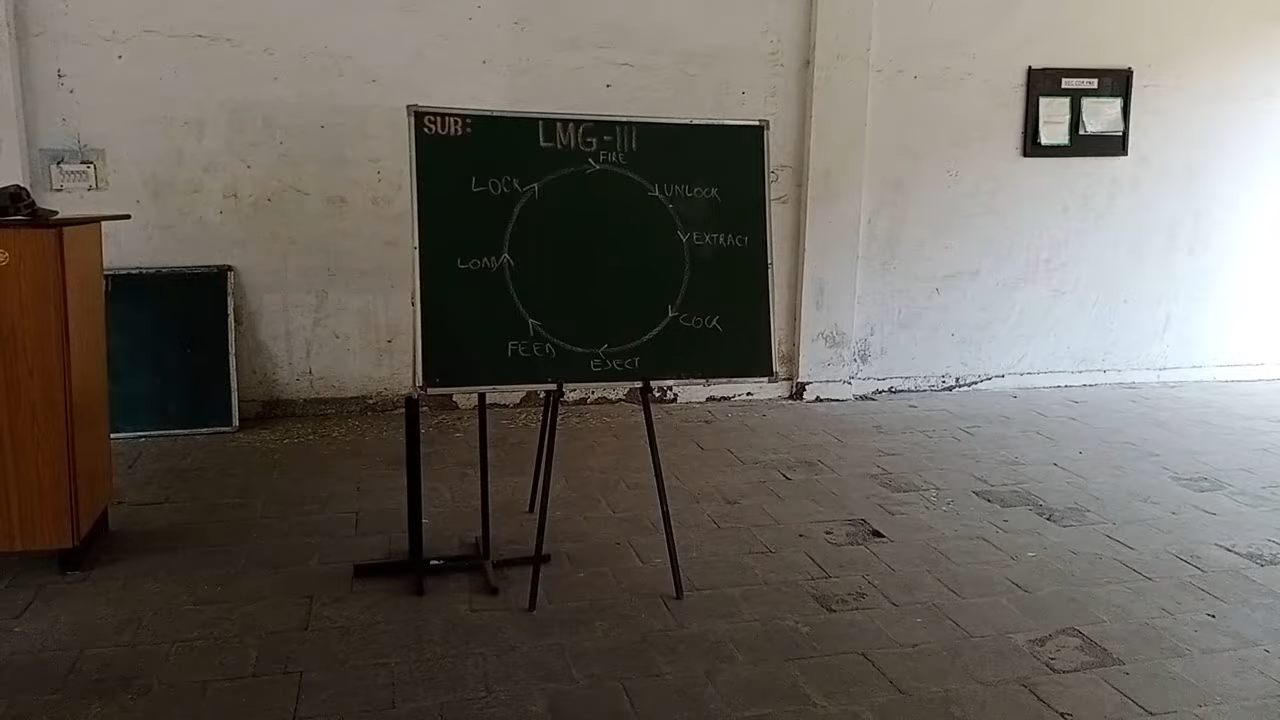 SUB:
LMG-III
FIRE
UNLOCK
EXTRACT
COCK
EJECT
FEED
LOAD
LOCK